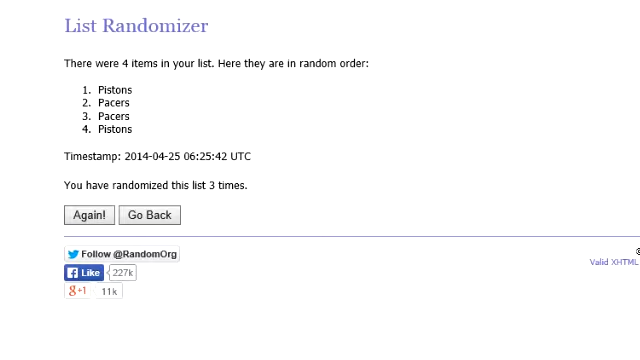 List Randomizer
There were 4 items in your list. Here they are in random order:
1. Pistons
2. Pacers
3. Pacers
4. Pistons
Timestamp: 2014-04-25 06:25:42 UTC
You have randomized this list 3 times.
Again! Go Back
Follow @RandomOrg
Like 227k
g+1 11k
©
Valid XHTML